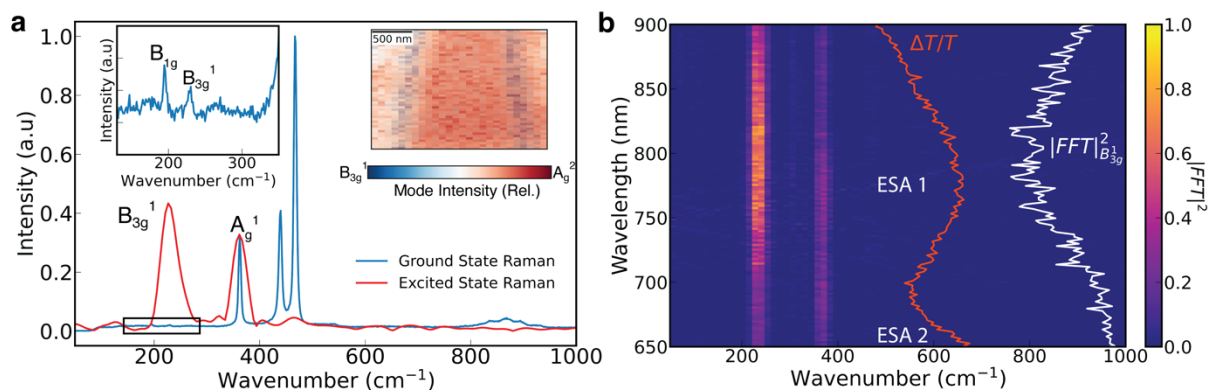 a
Intensity (a.u)
1.0
0.8
0.6
0.4
0.2
0.0
200
400
600
800
1000
Wavenumber (cm⁻¹)
Intensity (a.u)
B₁g
B₃g
200
300
Wavenumber (cm⁻¹)
500 nm
B₃g¹
A_g²
Mode Intensity (Rel.)
B₃g¹
A_g¹
Ground State Raman
Excited State Raman
b
Wavelength (nm)
900
850
800
750
700
650
ΔT/T
|FFT|²_B¹₃g
ESA 1
ESA 2
200
400
600
800
1000
Wavenumber (cm⁻¹)
1.0
0.8
0.6
0.4
0.2
0.0
|FFT|²